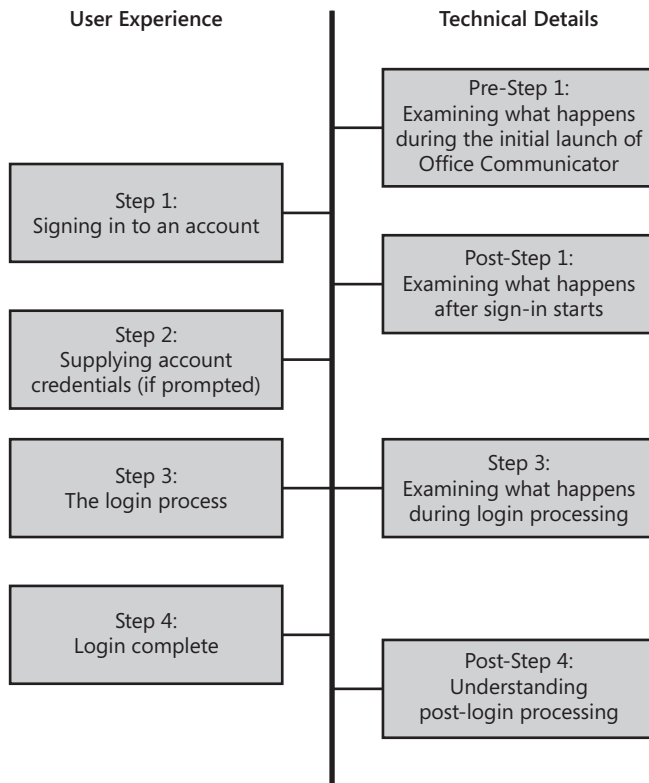 User Experience
Technical Details
Pre-Step 1:
Examining what happens
during the initial launch of
Office Communicator
Step 1:
Signing in to an account
Post-Step 1:
Examining what happens
after sign-in starts
Step 2:
Supplying account
credentials (if prompted)
Step 3:
The login process
Step 3:
Examining what happens
during login processing
Step 4:
Login complete
Post-Step 4:
Understanding
post-login processing